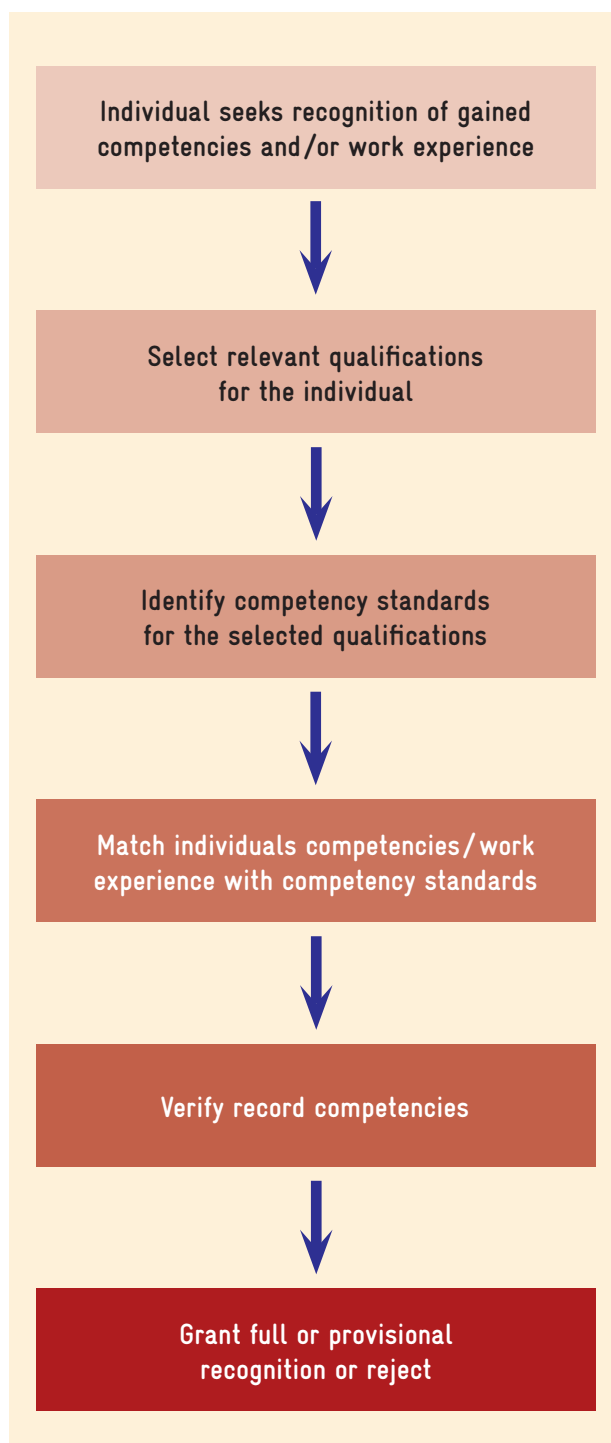 Individual seeks recognition of gained
competencies and/or work experience
Select relevant qualifications
for the individual
Identify competency standards
for the selected qualifications
Match individuals competencies/work
experience with competency standards
Verify record competencies
Grant full or provisional
recognition or reject